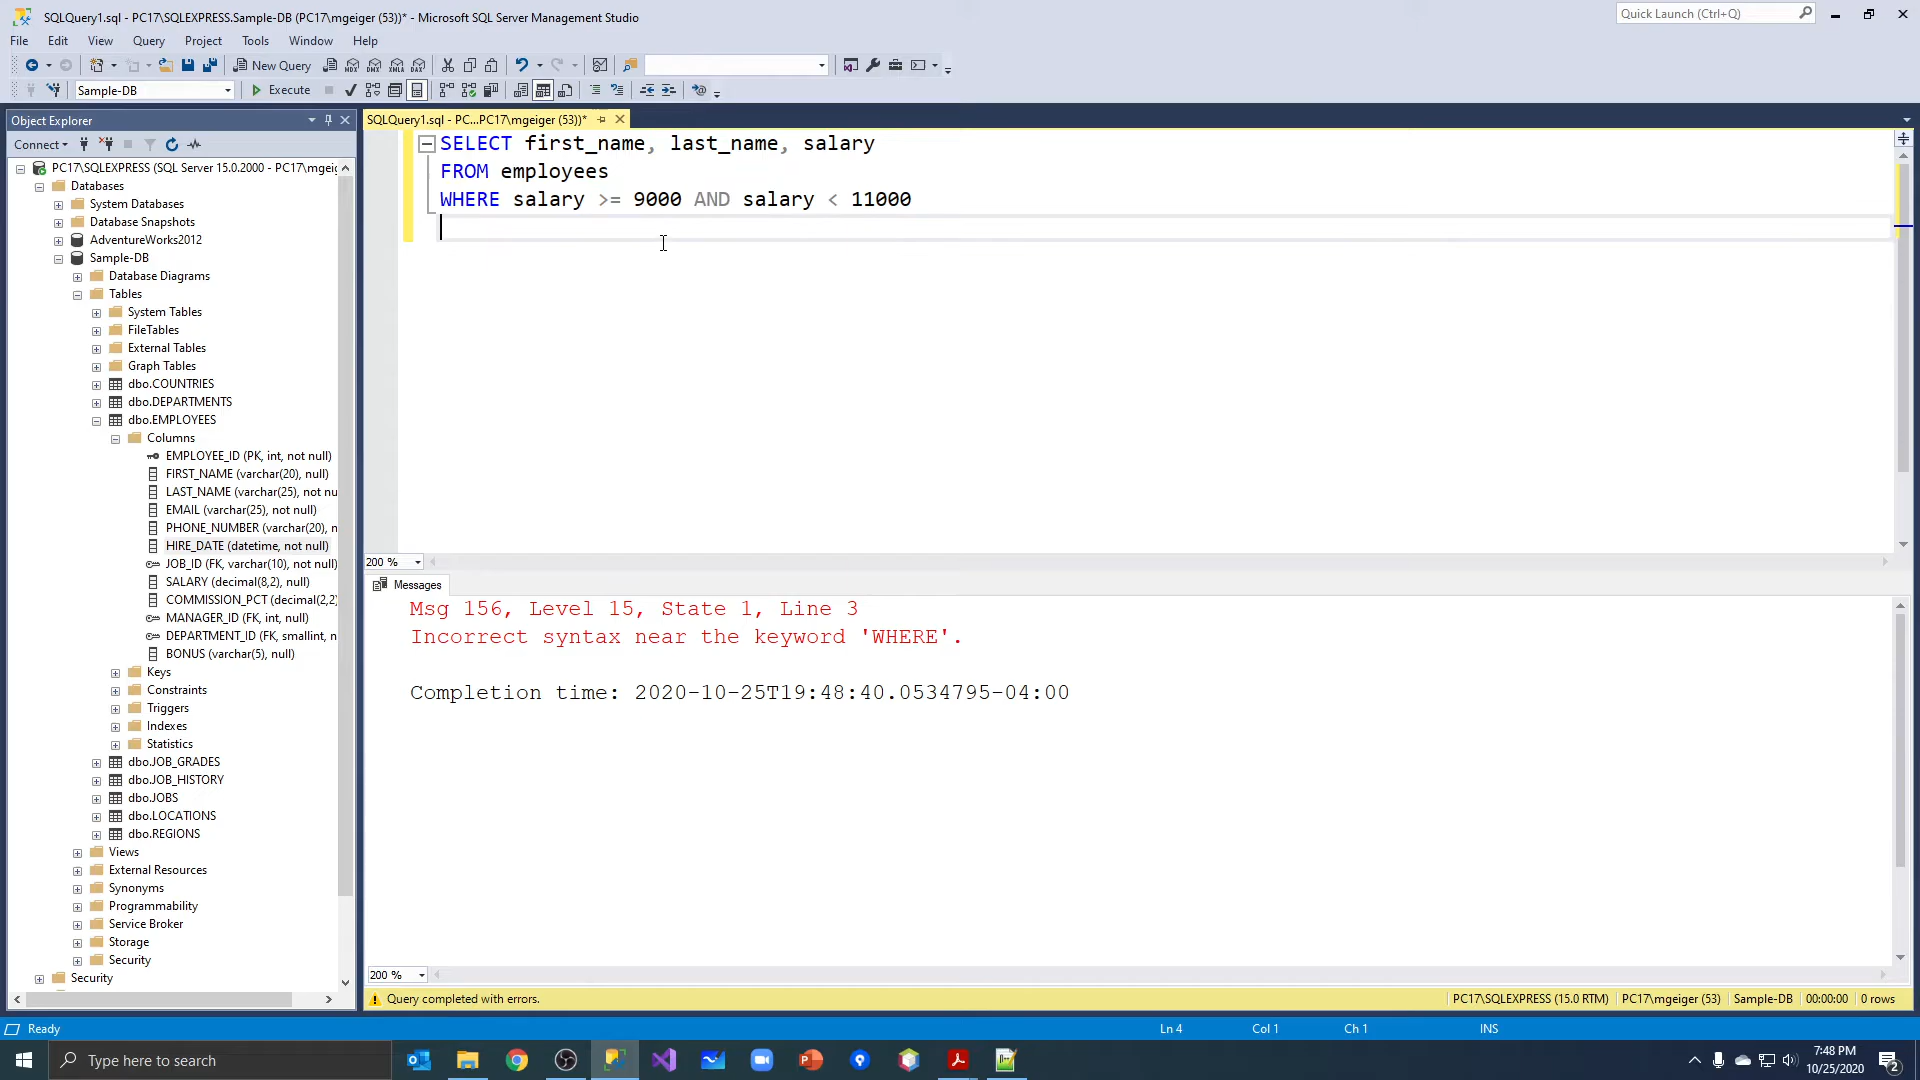 SQLQuery1.sql - PC17\SQLEXPRESS.Sample-DB (PC17\mgeiger (53))* - Microsoft SQL Server Management Studio
Quick Launch (Ctrl+Q)
File Edit View Query Project Tools Window Help
New Query
Sample-DB
Execute
Object Explorer
Connect
PC17\SQLEXPRESS (SQL Server 15.0.2000 - PC17\mgeig
Databases
System Databases
Database Snapshots
AdventureWorks2012
Sample-DB
Database Diagrams
Tables
System Tables
FileTables
External Tables
Graph Tables
dbo.COUNTRIES
dbo.DEPARTMENTS
dbo.EMPLOYEES
Columns
EMPLOYEE_ID (PK, int, not null)
FIRST_NAME (varchar(20), null)
LAST_NAME (varchar(25), not nu
EMAIL (varchar(25), not null)
PHONE_NUMBER (varchar(20), n
HIRE_DATE (datetime, not null)
JOB_ID (FK, varchar(10), not null)
SALARY (decimal(8,2), null)
COMMISSION_PCT (decimal(2,2)
MANAGER_ID (FK, int, null)
DEPARTMENT_ID (FK, smallint, n
BONUS (varchar(5), null)
Keys
Constraints
Triggers
Indexes
Statistics
dbo.JOB_GRADES
dbo.JOB_HISTORY
dbo.JOBS
dbo.LOCATIONS
dbo.REGIONS
Views
External Resources
Synonyms
Programmability
Service Broker
Storage
Security
Security
SQLQuery1.sql - PC...PC17\mgeiger (53))*
SELECT first_name, last_name, salary
FROM employees
WHERE salary >= 9000 AND salary < 11000
200 %
Messages
Msg 156, Level 15, State 1, Line 3
Incorrect syntax near the keyword 'WHERE'.
Completion time: 2020-10-25T19:48:40.0534795-04:00
200 %
Query completed with errors.
PC17\SQLEXPRESS (15.0 RTM) PC17\mgeiger (53) Sample-DB 00:00:00 0 rows
Ready
Ln 4 Col 1 Ch 1 INS
Type here to search
7:48 PM
10/25/2020
2